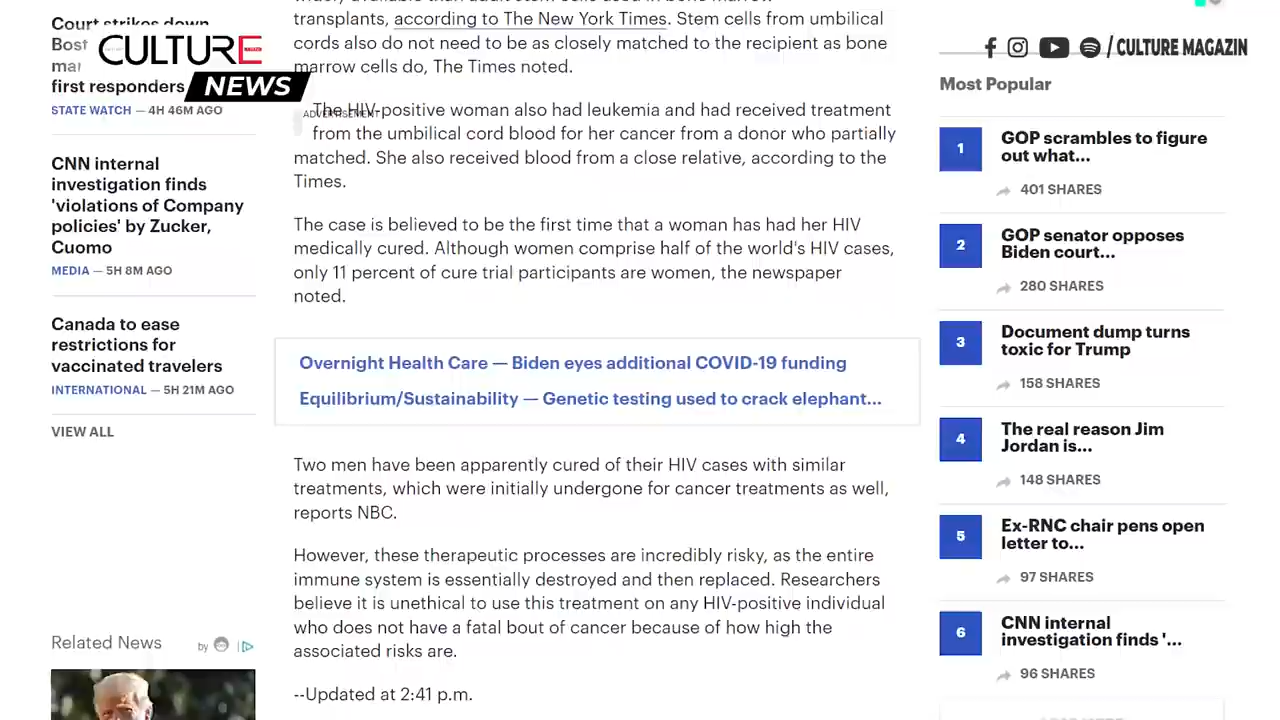 Court strikes down
Bost
mar
first responders
STATE WATCH — 4H 46M AGO
CULTURE
NEWS
CNN internal
investigation finds
'violations of Company
policies' by Zucker,
Cuomo
MEDIA — 5H 8M AGO
Canada to ease
restrictions for
vaccinated travelers
INTERNATIONAL — 5H 21M AGO
VIEW ALL
Related News
by
transplants, according to The New York Times. Stem cells from umbilical
cords also do not need to be as closely matched to the recipient as bone
marrow cells do, The Times noted.
ADVERTISEMENT
The HIV-positive woman also had leukemia and had received treatment
from the umbilical cord blood for her cancer from a donor who partially
matched. She also received blood from a close relative, according to the
Times.
The case is believed to be the first time that a woman has had her HIV
medically cured. Although women comprise half of the world's HIV cases,
only 11 percent of cure trial participants are women, the newspaper
noted.
Overnight Health Care — Biden eyes additional COVID-19 funding
Equilibrium/Sustainability — Genetic testing used to crack elephant...
Two men have been apparently cured of their HIV cases with similar
treatments, which were initially undergone for cancer treatments as well,
reports NBC.
However, these therapeutic processes are incredibly risky, as the entire
immune system is essentially destroyed and then replaced. Researchers
believe it is unethical to use this treatment on any HIV-positive individual
who does not have a fatal bout of cancer because of how high the
associated risks are.
--Updated at 2:41 p.m.
/ CULTURE MAGAZIN
Most Popular
1
GOP scrambles to figure
out what...
401 SHARES
2
GOP senator opposes
Biden court...
280 SHARES
3
Document dump turns
toxic for Trump
158 SHARES
4
The real reason Jim
Jordan is...
148 SHARES
5
Ex-RNC chair pens open
letter to...
97 SHARES
6
CNN internal
investigation finds '...
96 SHARES